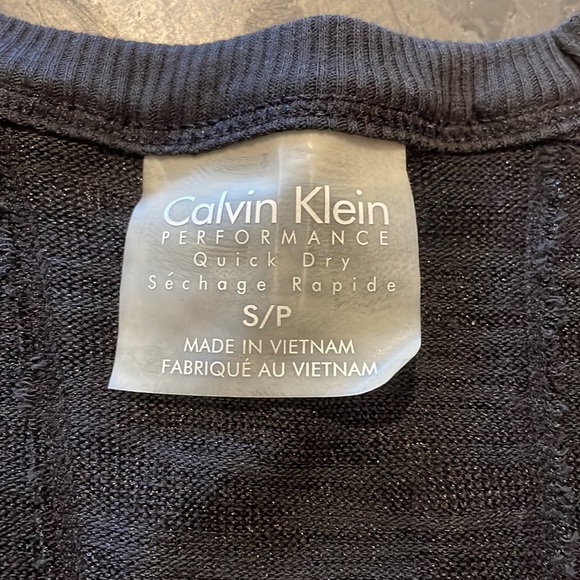 Calvin Klein
PERFORMANCE
Quick Dry
Séchage Rapide
S/P
MADE IN VIETNAM
FABRIQUÉ AU VIETNAM